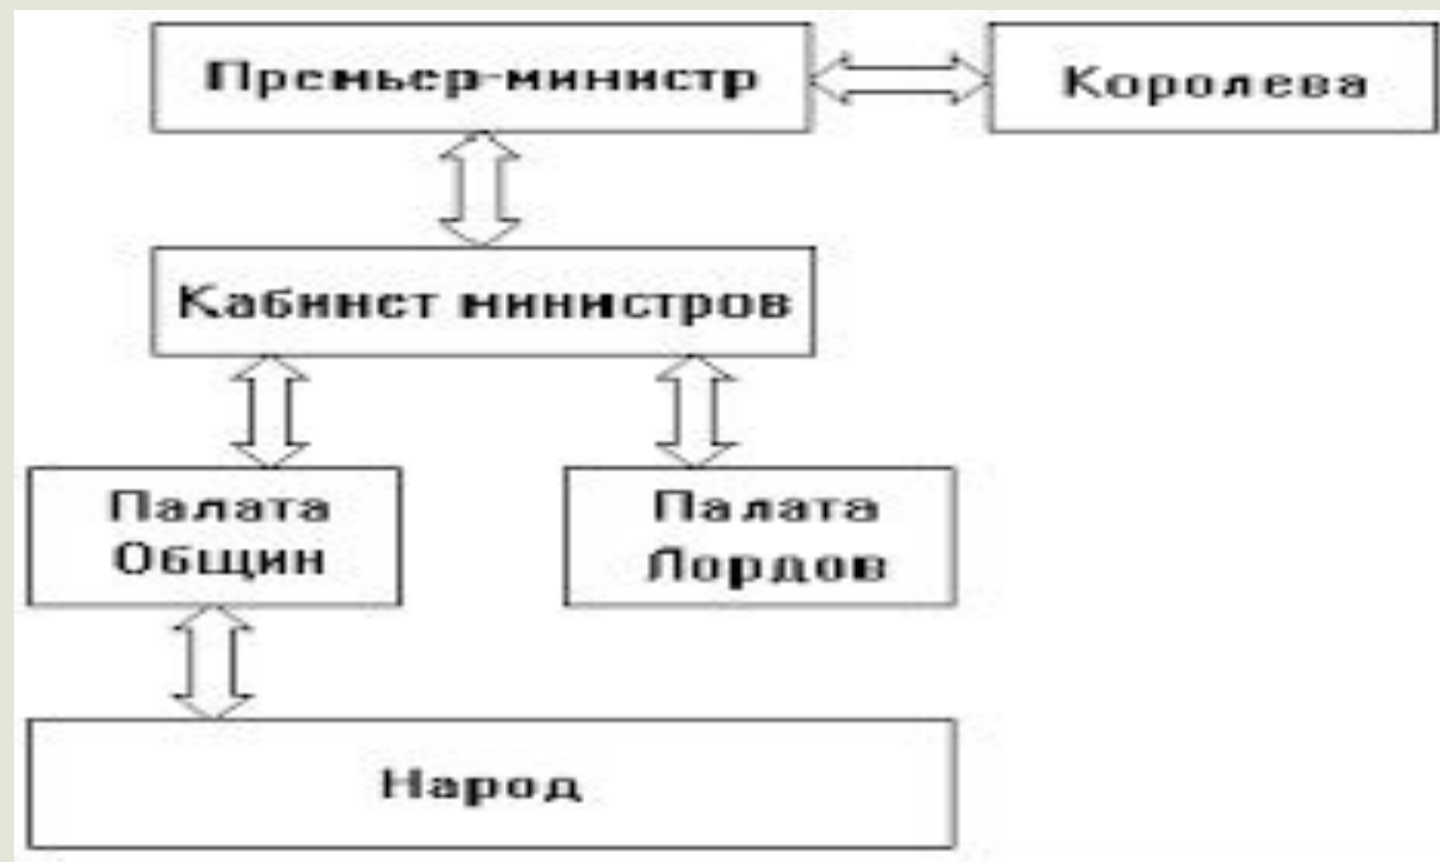 Премьер-министр
Королева
Кабинет министров
Палата
Общин
Палата
Лордов
Народ